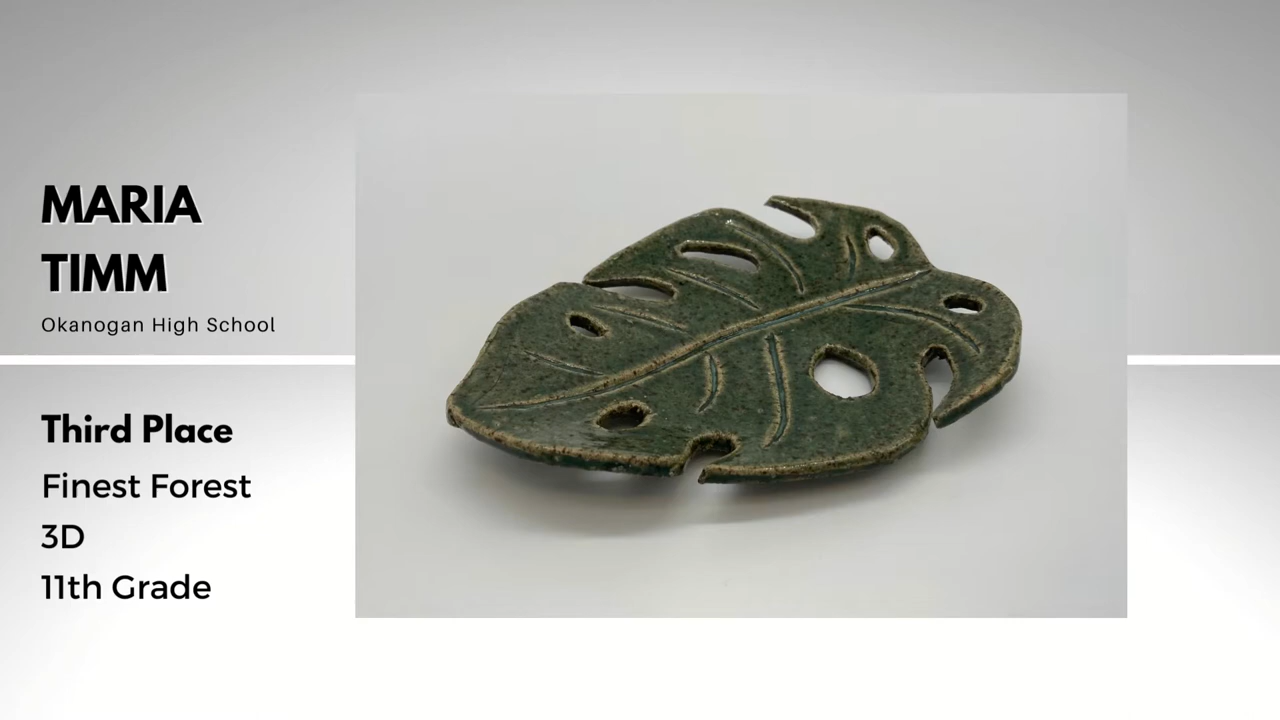 MARIA
TIMM
Okanogan High School
Third Place
Finest Forest
3D
11th Grade